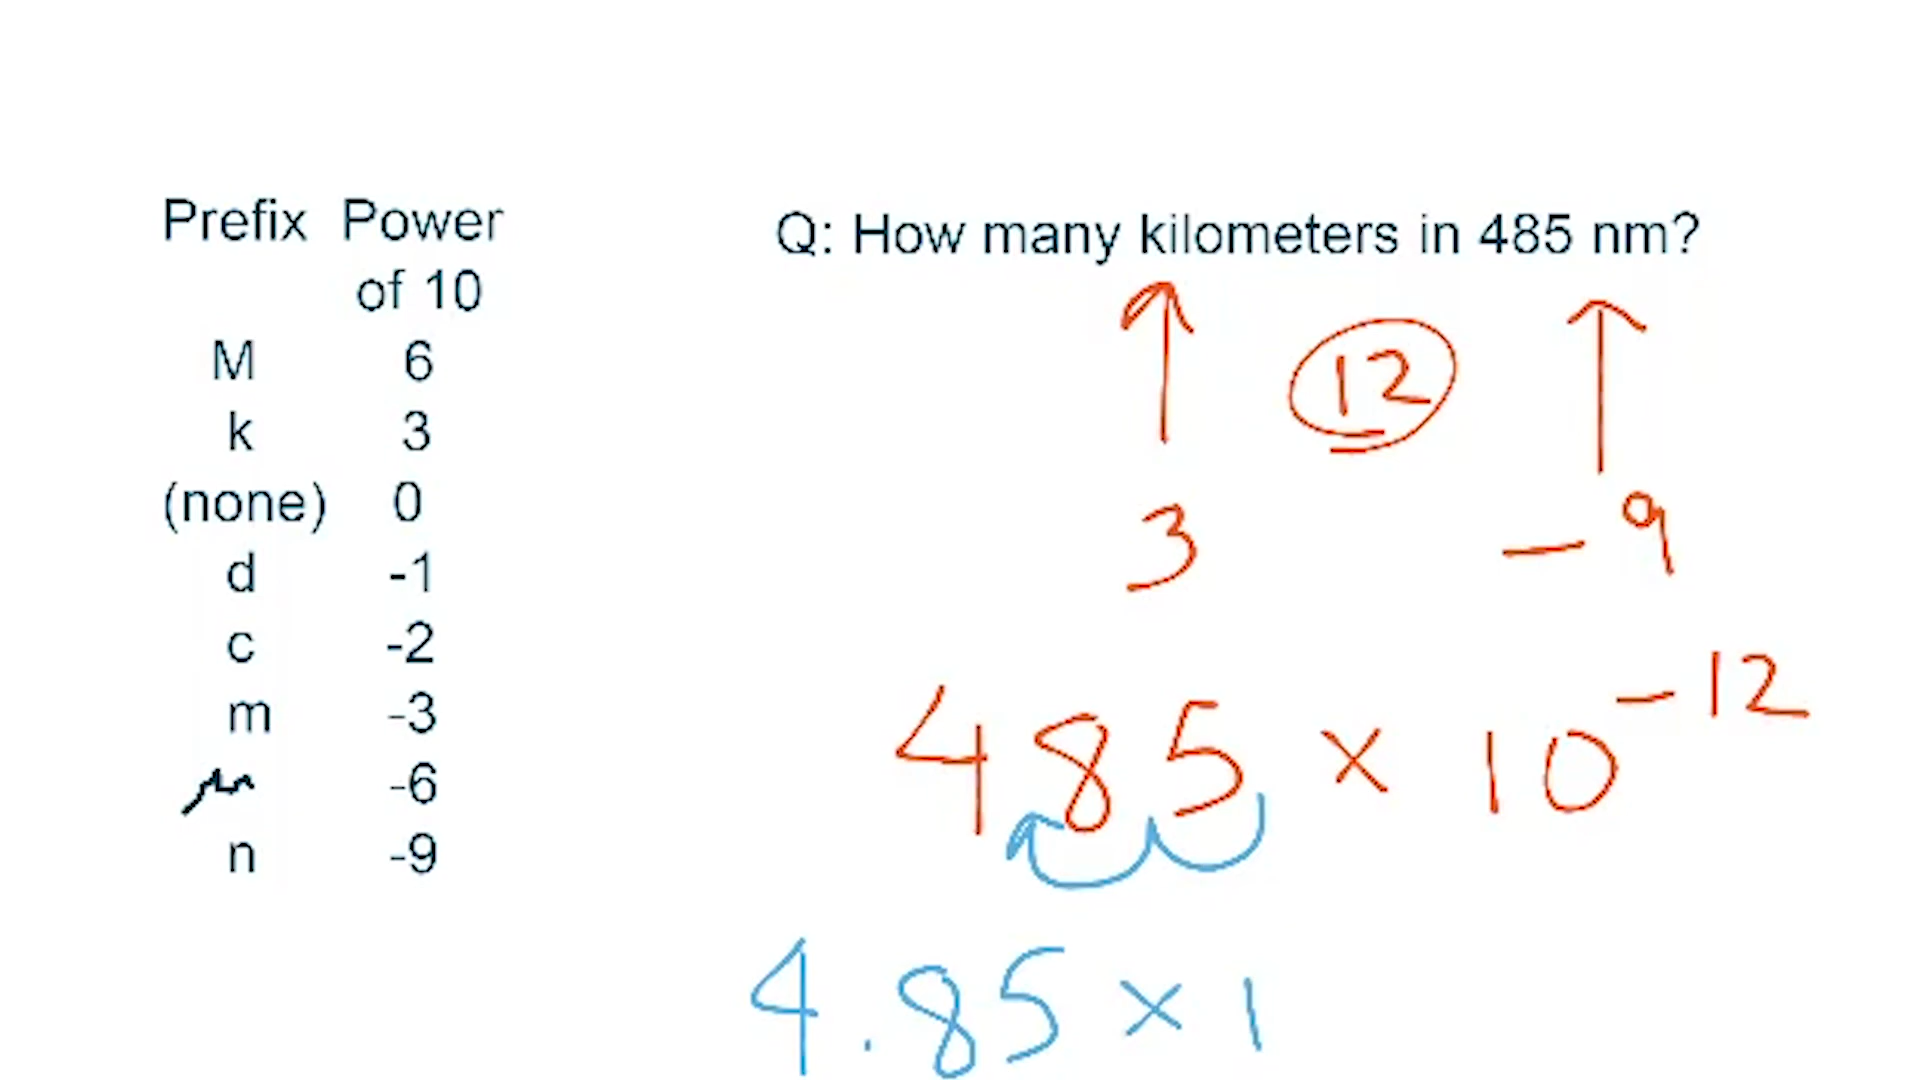 Prefix Power
of 10
M 6
k 3
(none) 0
d -1
c -2
m -3
μ -6
n -9
Q: How many kilometers in 485 nm?
12
3 -9
485 × 10^-12
4.85 × 1